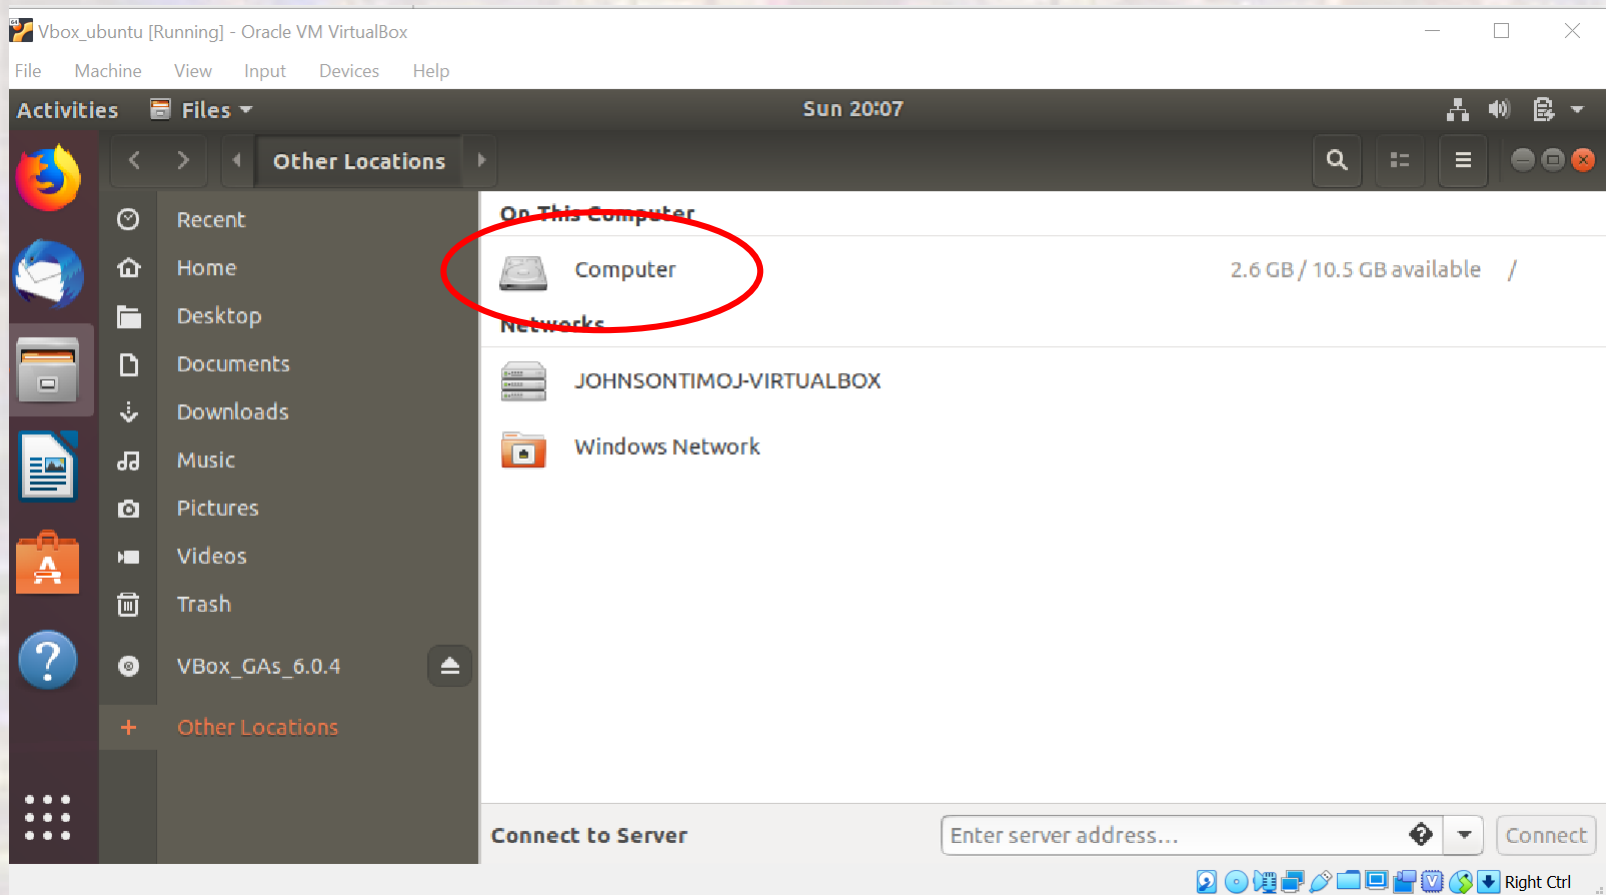 Vbox_ubuntu [Running] - Oracle VM VirtualBox
File Machine View Input Devices Help
Activities Files Sun 20:07
Other Locations
Recent
Home
Desktop
Documents
Downloads
Music
Pictures
Videos
Trash
VBox_GAs_6.0.4
Other Locations
On This Computer
Computer 2.6 GB / 10.5 GB available /
Networks
JOHNSONTIMOJ-VIRTUALBOX
Windows Network
Connect to Server Enter server address... Connect
Right Ctrl